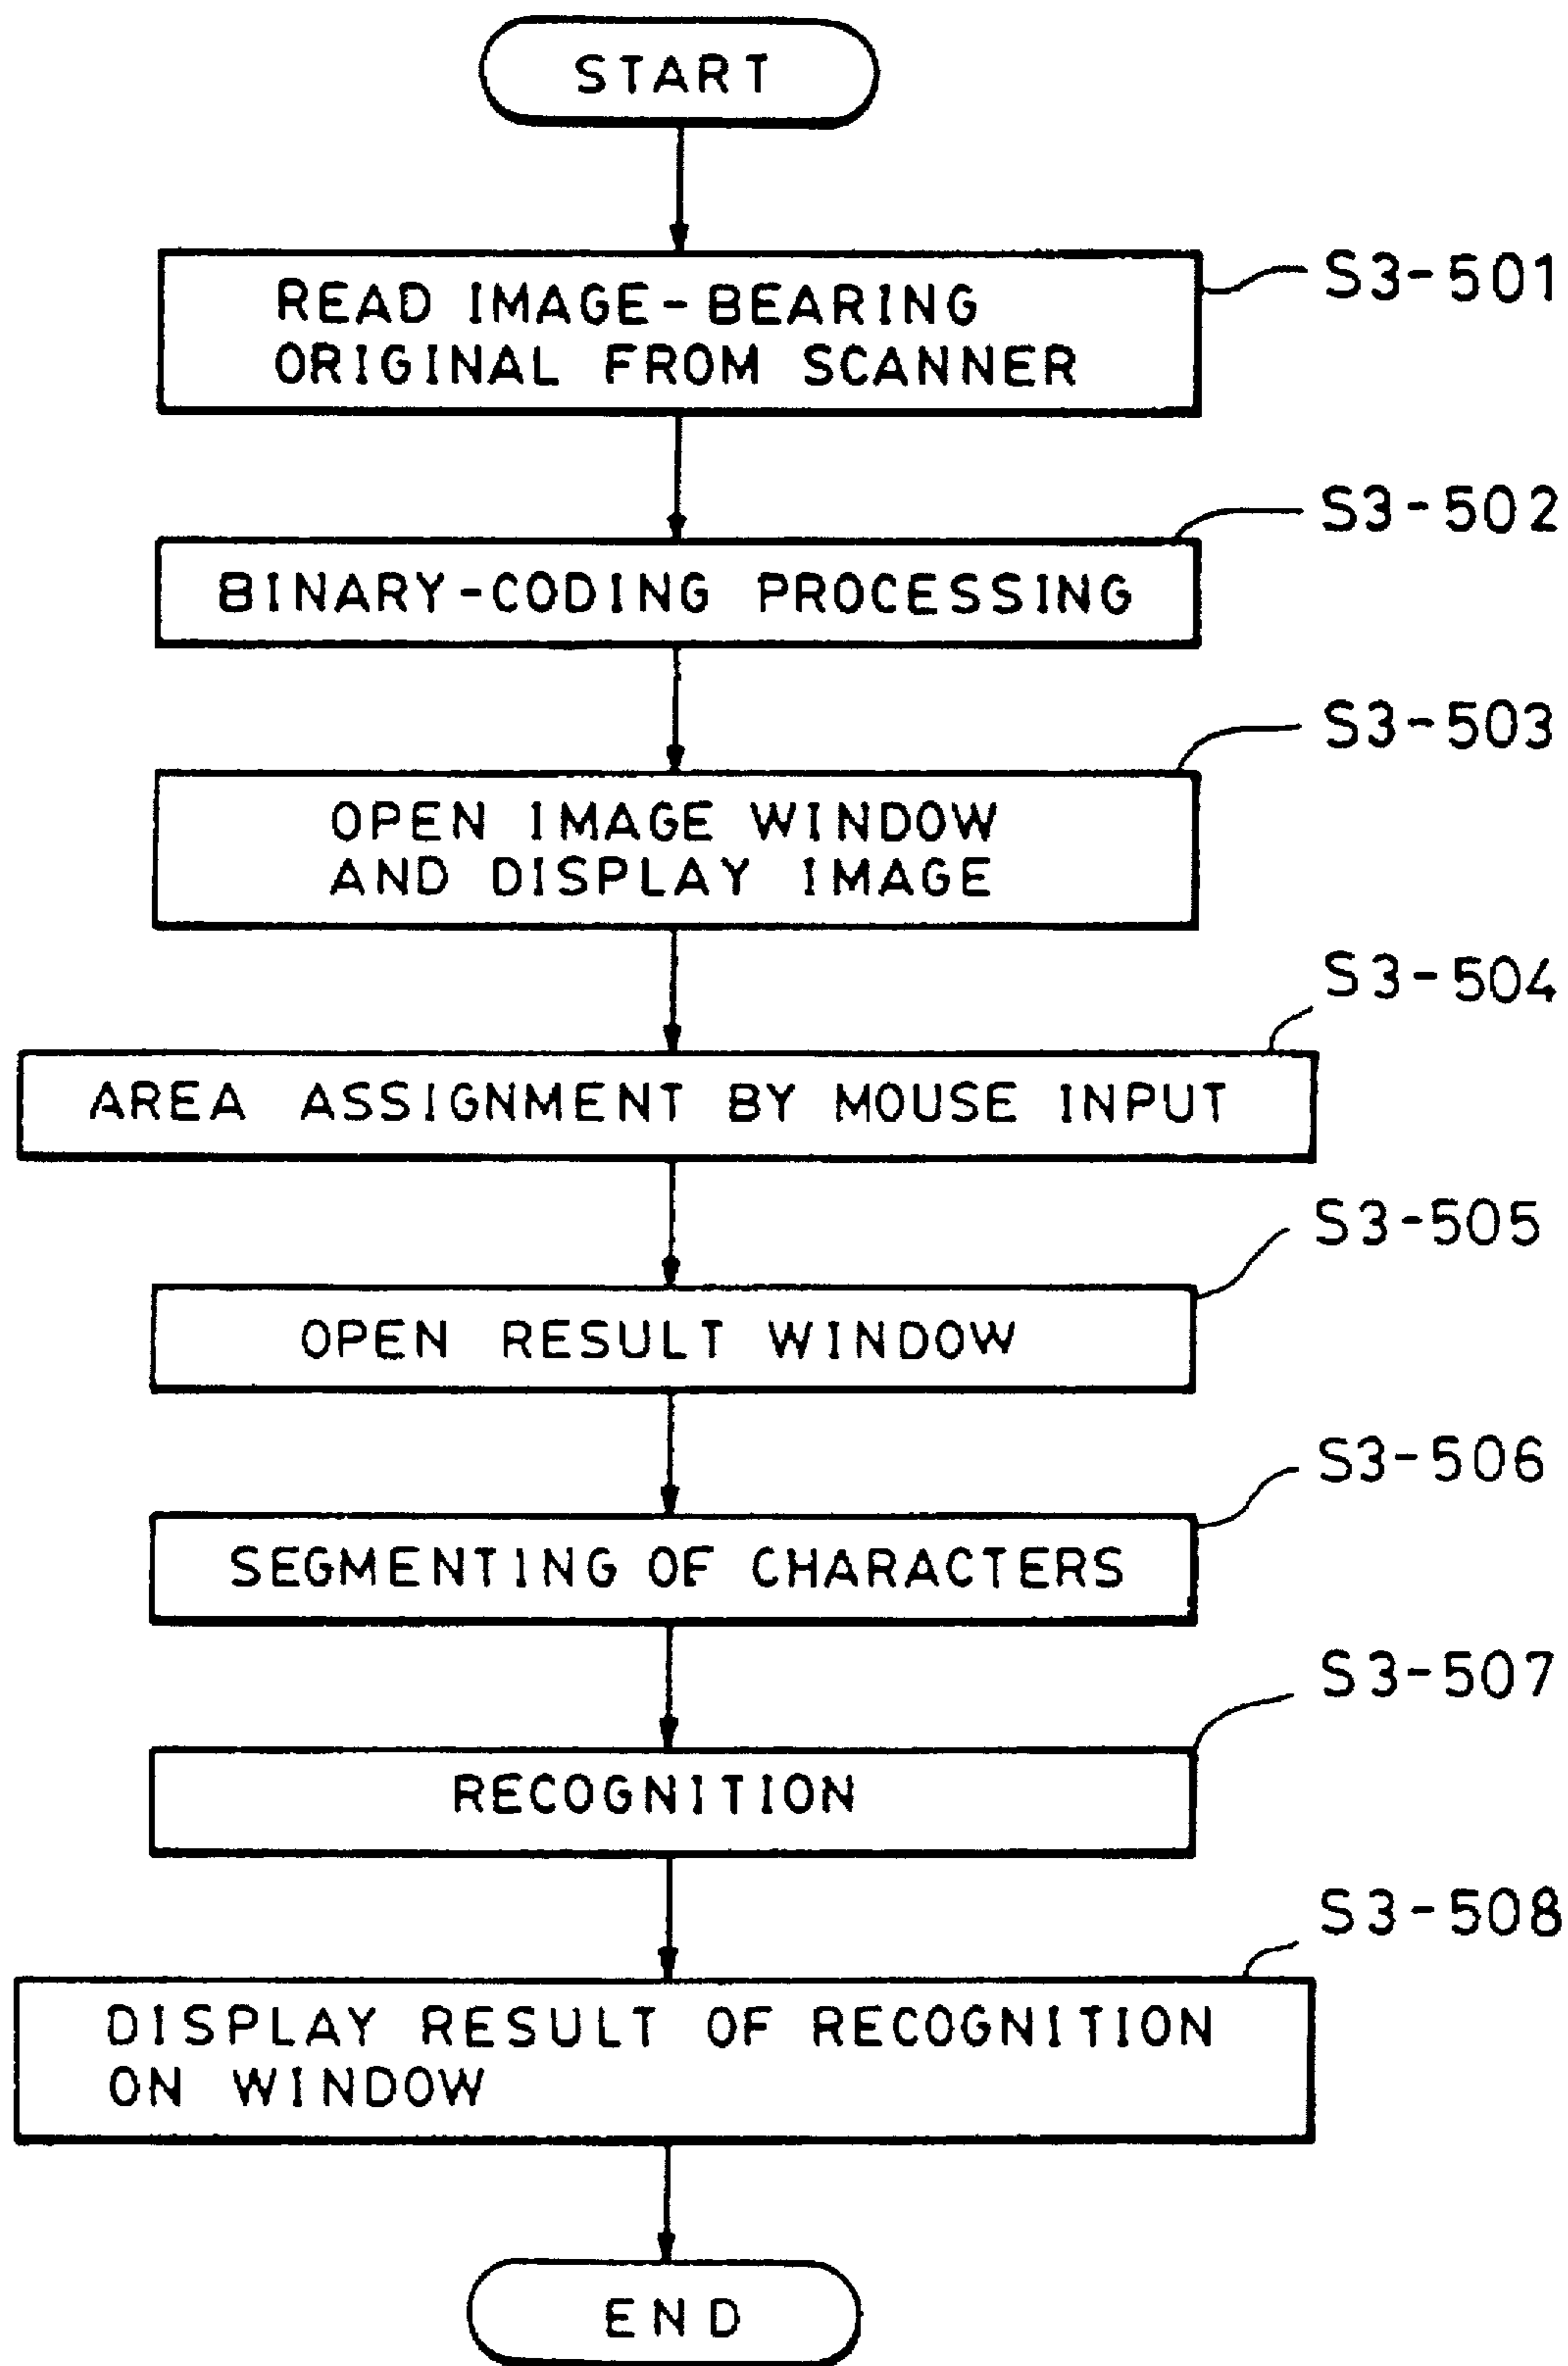 START
READ IMAGE-BEARING
ORIGINAL FROM SCANNER
S3-501
BINARY-CODING PROCESSING
S3-502
OPEN IMAGE WINDOW
AND DISPLAY IMAGE
S3-503
AREA ASSIGNMENT BY MOUSE INPUT
S3-504
OPEN RESULT WINDOW
S3-505
SEGMENTING OF CHARACTERS
S3-506
RECOGNITION
S3-507
DISPLAY RESULT OF RECOGNITION
ON WINDOW
S3-508
END